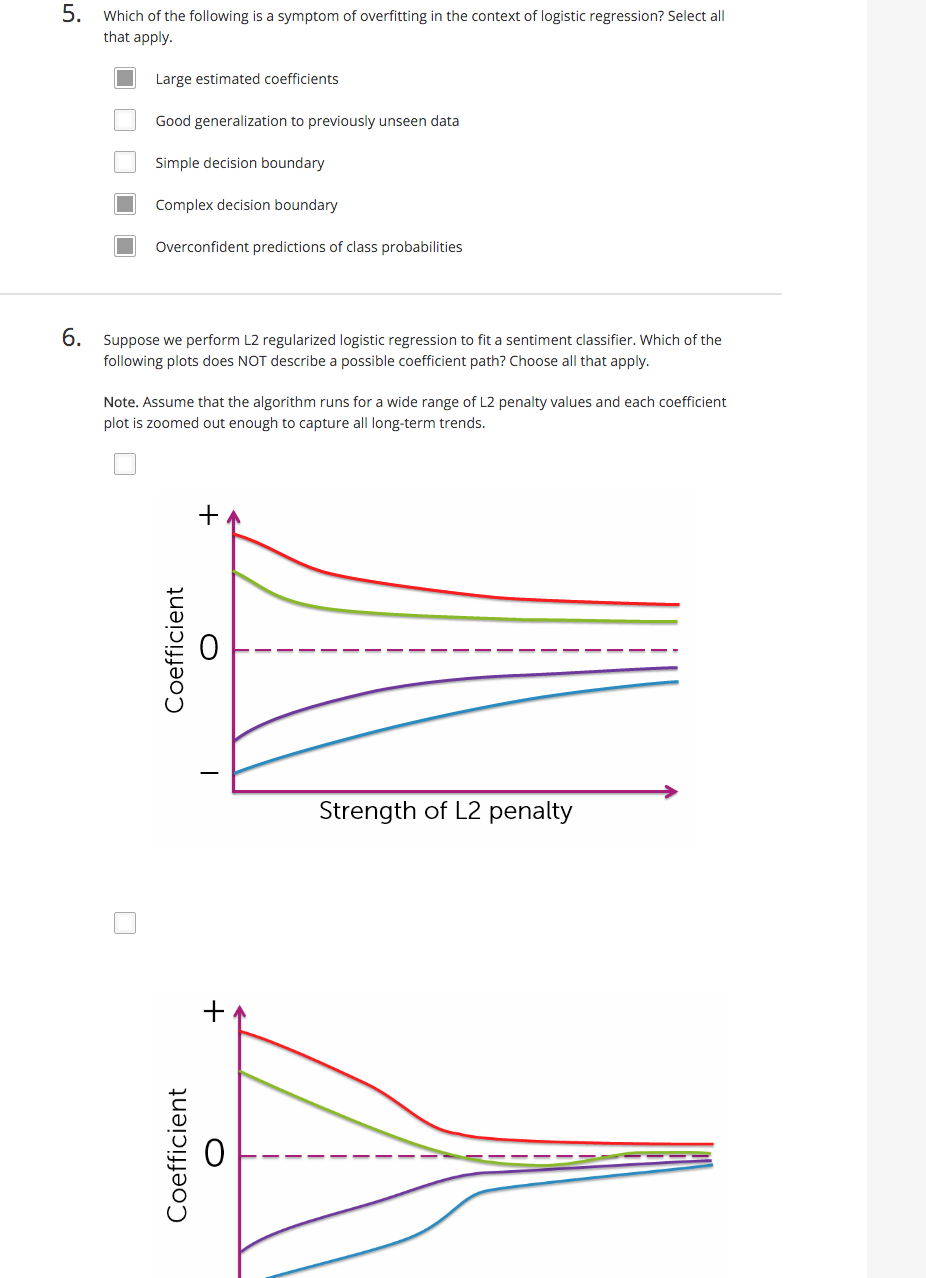 5. Which of the following is a symptom of overfitting in the context of logistic regression? Select all
that apply.
Large estimated coefficients
Good generalization to previously unseen data
Simple decision boundary
Complex decision boundary
Overconfident predictions of class probabilities
6. Suppose we perform L2 regularized logistic regression to fit a sentiment classifier. Which of the
following plots does NOT describe a possible coefficient path? Choose all that apply.
Note. Assume that the algorithm runs for a wide range of L2 penalty values and each coefficient
plot is zoomed out enough to capture all long-term trends.
+
Coefficient
0
−
Strength of L2 penalty
+
Coefficient
0